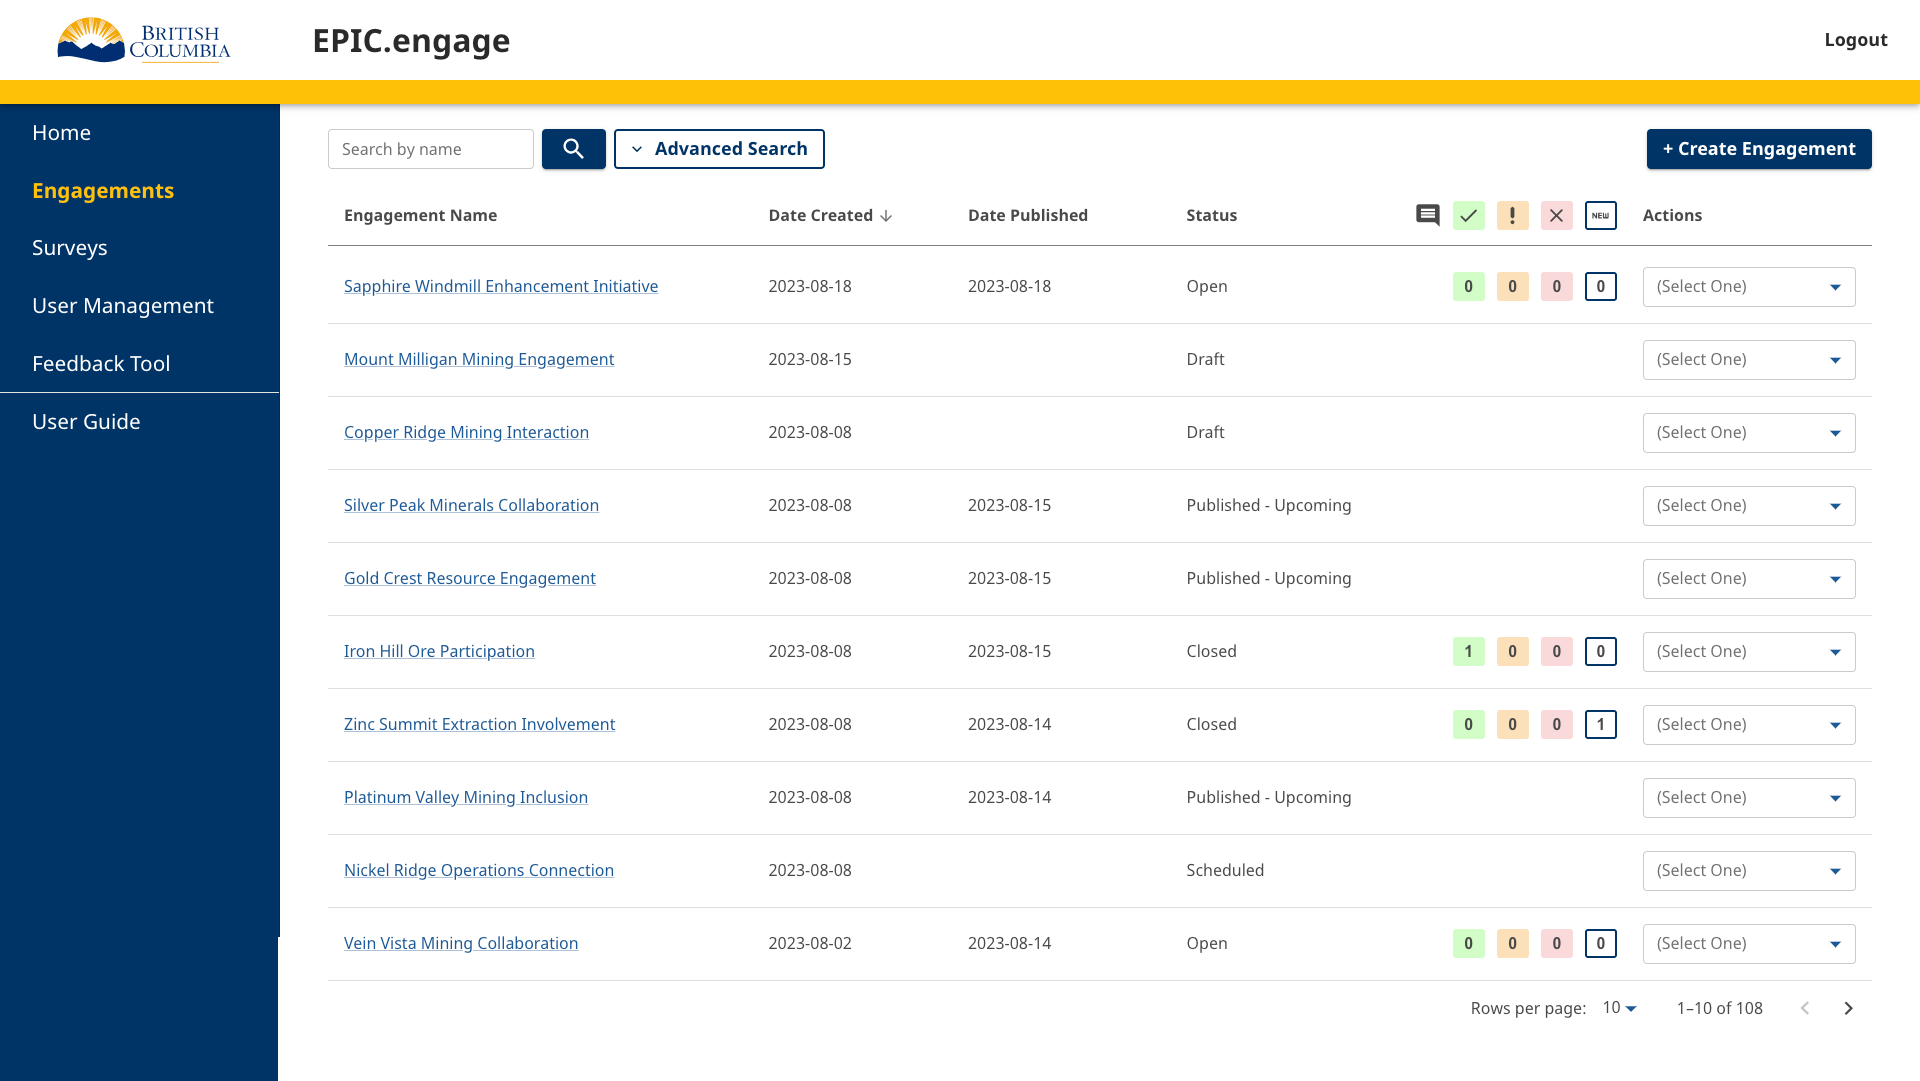 BRITISH
COLUMBIA
EPIC.engage
Logout
Home
Engagements
Surveys
User Management
Feedback Tool
User Guide
Search by name
Advanced Search
+ Create Engagement
Engagement Name Date Created Date Published Status NEW Actions
Sapphire Windmill Enhancement Initiative 2023-08-18 2023-08-18 Open 0 0 0 0 (Select One)
Mount Milligan Mining Engagement 2023-08-15 Draft (Select One)
Copper Ridge Mining Interaction 2023-08-08 Draft (Select One)
Silver Peak Minerals Collaboration 2023-08-08 2023-08-15 Published - Upcoming (Select One)
Gold Crest Resource Engagement 2023-08-08 2023-08-15 Published - Upcoming (Select One)
Iron Hill Ore Participation 2023-08-08 2023-08-15 Closed 1 0 0 0 (Select One)
Zinc Summit Extraction Involvement 2023-08-08 2023-08-14 Closed 0 0 0 1 (Select One)
Platinum Valley Mining Inclusion 2023-08-08 2023-08-14 Published - Upcoming (Select One)
Nickel Ridge Operations Connection 2023-08-08 Scheduled (Select One)
Vein Vista Mining Collaboration 2023-08-02 2023-08-14 Open 0 0 0 0 (Select One)
Rows per page: 10 1–10 of 108